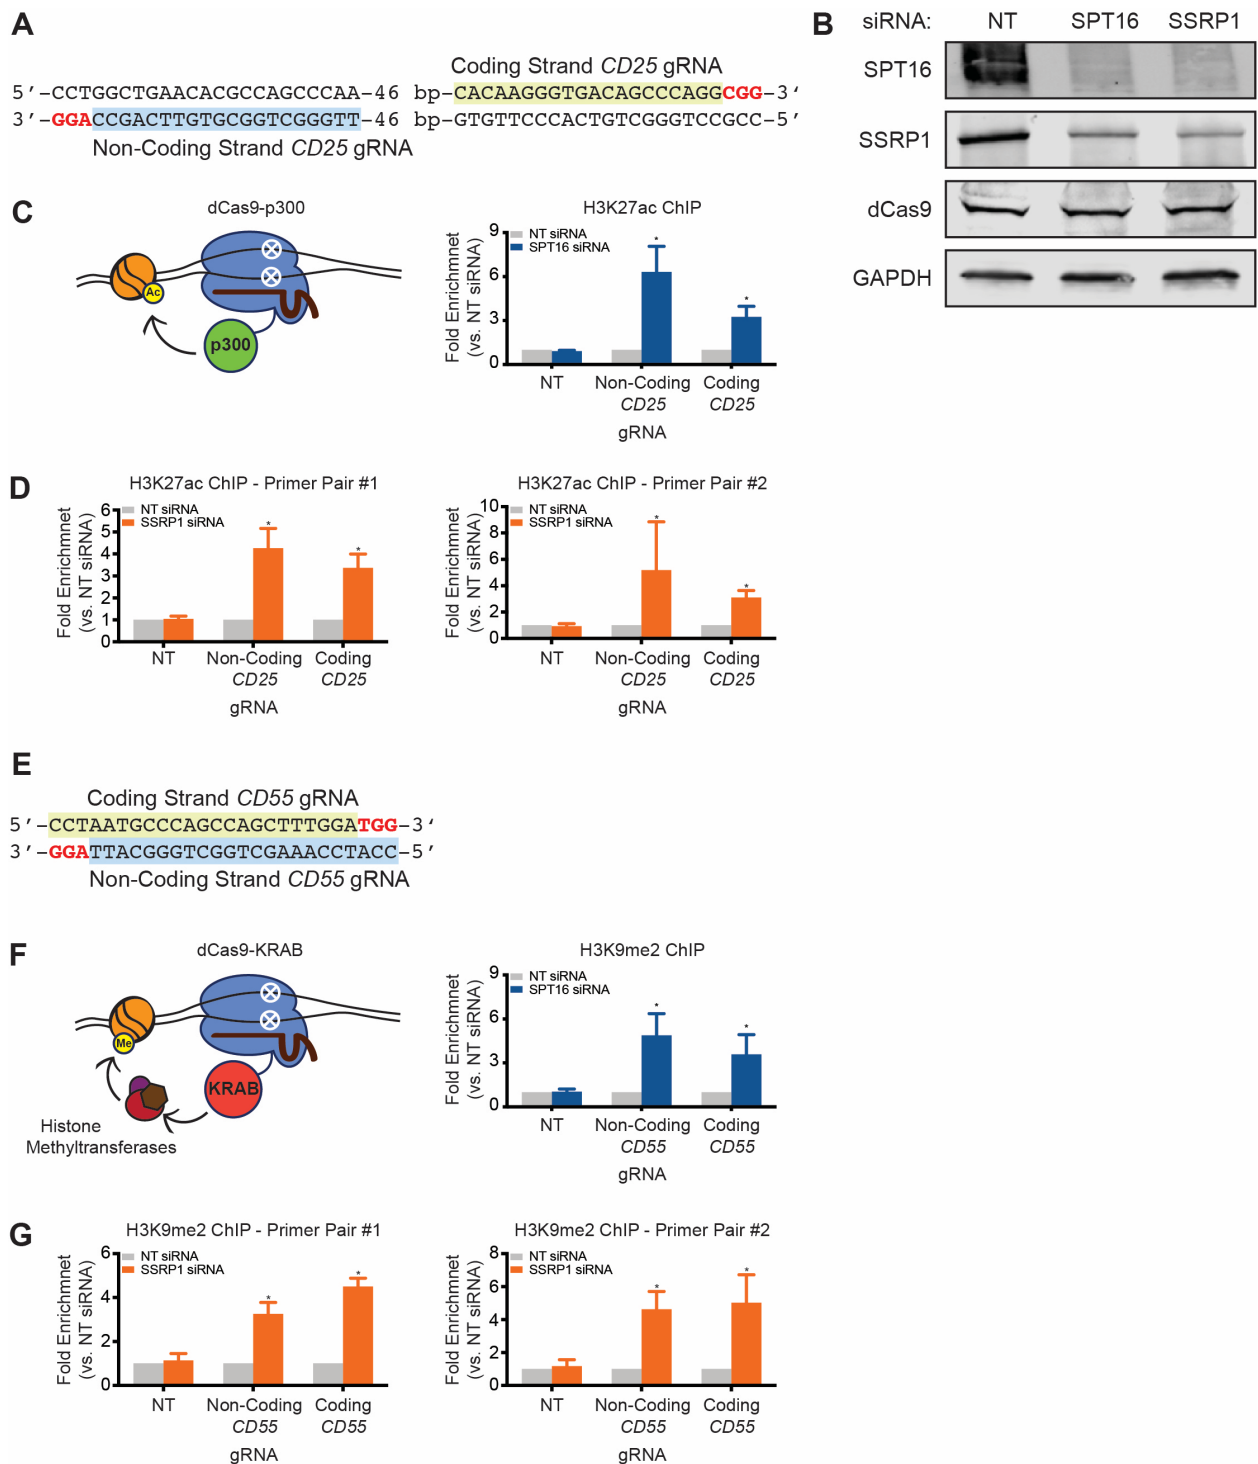 A
Coding Strand CD25 gRNA
5’-CCTGGCTGAACACGCCAGCCCAA-46 bp-CACAAGGGTGACAGCCCAGGCGG-3‘
3’-GGACCGACTTGTGCGGTCGGGTT-46 bp-GTGTTCCCACTGTCGGGTCCGCC-5’
Non-Coding Strand CD25 gRNA
B
siRNA: NT SPT16 SSRP1
SPT16
SSRP1
dCas9
GAPDH
C
dCas9-p300
Ac
p300
H3K27ac ChIP
Fold Enrichmnet
(vs. NT siRNA)
9
6
3
0
NT siRNA
SPT16 siRNA
* *
NT Non-Coding Coding
CD25 CD25
gRNA
D
H3K27ac ChIP - Primer Pair #1
Fold Enrichmnet
(vs. NT siRNA)
6
5
4
3
2
1
0
NT siRNA
SSRP1 siRNA
* *
NT Non-Coding Coding
CD25 CD25
gRNA
H3K27ac ChIP - Primer Pair #2
Fold Enrichmnet
(vs. NT siRNA)
10
8
6
4
2
0
NT siRNA
SSRP1 siRNA
* *
NT Non-Coding Coding
CD25 CD25
gRNA
E
Coding Strand CD55 gRNA
5’-CCTAATGCCCAGCCAGCTTTGGATGG-3‘
3’-GGATTACGGGTCGGTCGAAACCTACC-5’
Non-Coding Strand CD55 gRNA
F
dCas9-KRAB
Me
KRAB
Histone
Methyltransferases
H3K9me2 ChIP
Fold Enrichmnet
(vs. NT siRNA)
9
6
3
0
NT siRNA
SPT16 siRNA
* *
NT Non-Coding Coding
CD55 CD55
gRNA
G
H3K9me2 ChIP - Primer Pair #1
Fold Enrichmnet
(vs. NT siRNA)
6
4
2
0
NT siRNA
SSRP1 siRNA
* *
NT Non-Coding Coding
CD55 CD55
gRNA
H3K9me2 ChIP - Primer Pair #2
Fold Enrichmnet
(vs. NT siRNA)
8
6
4
2
0
NT siRNA
SSRP1 siRNA
* *
NT Non-Coding Coding
CD55 CD55
gRNA